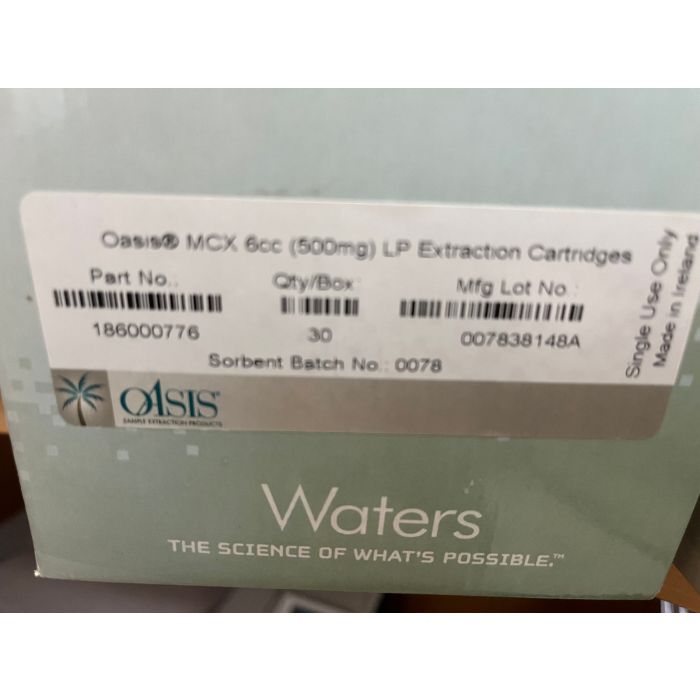 Oasis® MCX 6cc (500mg) LP Extraction Cartridges
Part No.:
Qty/Box:
Mfg Lot No.:
186000776
30
007838148A
Sorbent Batch No.: 0078
Single Use Only
Made in Ireland
OASIS
SAMPLE EXTRACTION PRODUCTS
Waters
THE SCIENCE OF WHAT'S POSSIBLE.™